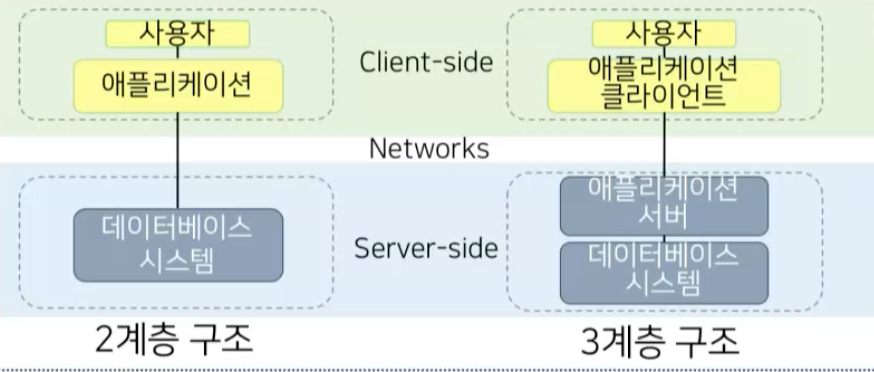 사용자
애플리케이션
Client-side
사용자
애플리케이션
클라이언트
Networks
데이터베이스
시스템
Server-side
애플리케이션
서버
데이터베이스
시스템
2계층 구조
3계층 구조